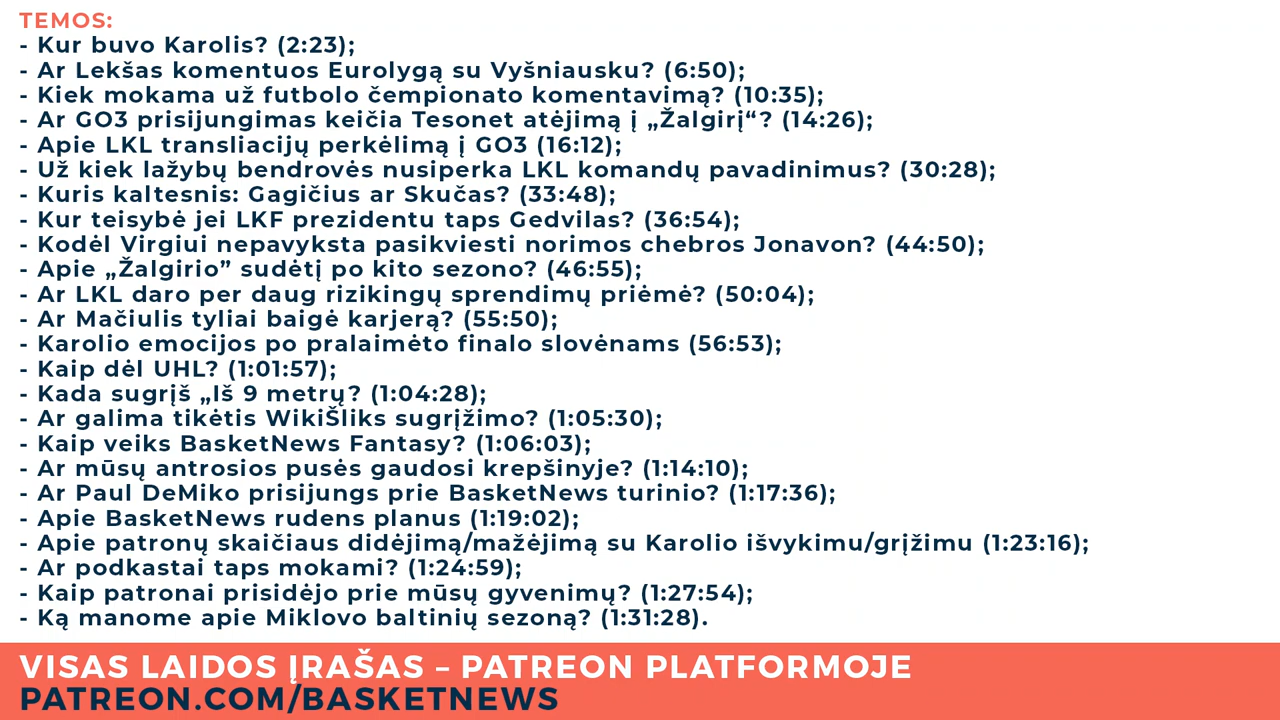 TEMOS:
- Kur buvo Karolis? (2:23);
- Ar Lekšas komentuos Eurolygą su Vyšniausku? (6:50);
- Kiek mokama už futbolo čempionato komentavimą? (10:35);
- Ar GO3 prisijungimas keičia Tesonet atėjimą į „Žalgirį“? (14:26);
- Apie LKL transliacijų perkėlimą į GO3 (16:12);
- Už kiek lažybų bendrovės nusiperka LKL komandų pavadinimus? (30:28);
- Kuris kaltesnis: Gagičius ar Skučas? (33:48);
- Kur teisybė jei LKF prezidentu taps Gedvilas? (36:54);
- Kodėl Virgiui nepavyksta pasikviesti norimos chebros Jonavon? (44:50);
- Apie „Žalgirio” sudėtį po kito sezono? (46:55);
- Ar LKL daro per daug rizikingų sprendimų priėmė? (50:04);
- Ar Mačiulis tyliai baigė karjerą? (55:50);
- Karolio emocijos po pralaimėto finalo slovėnams (56:53);
- Kaip dėl UHL? (1:01:57);
- Kada sugrįš „Iš 9 metrų? (1:04:28);
- Ar galima tikėtis WikiŠliks sugrįžimo? (1:05:30);
- Kaip veiks BasketNews Fantasy? (1:06:03);
- Ar mūsų antrosios pusės gaudosi krepšinyje? (1:14:10);
- Ar Paul DeMiko prisijungs prie BasketNews turinio? (1:17:36);
- Apie BasketNews rudens planus (1:19:02);
- Apie patronų skaičiaus didėjimą/mažėjimą su Karolio išvykimu/grįžimu (1:23:16);
- Ar podkastai taps mokami? (1:24:59);
- Kaip patronai prisidėjo prie mūsų gyvenimų? (1:27:54);
- Ką manome apie Miklovo baltinių sezoną? (1:31:28).
VISAS LAIDOS ĮRAŠAS – PATREON PLATFORMOJE
PATREON.COM/BASKETNEWS